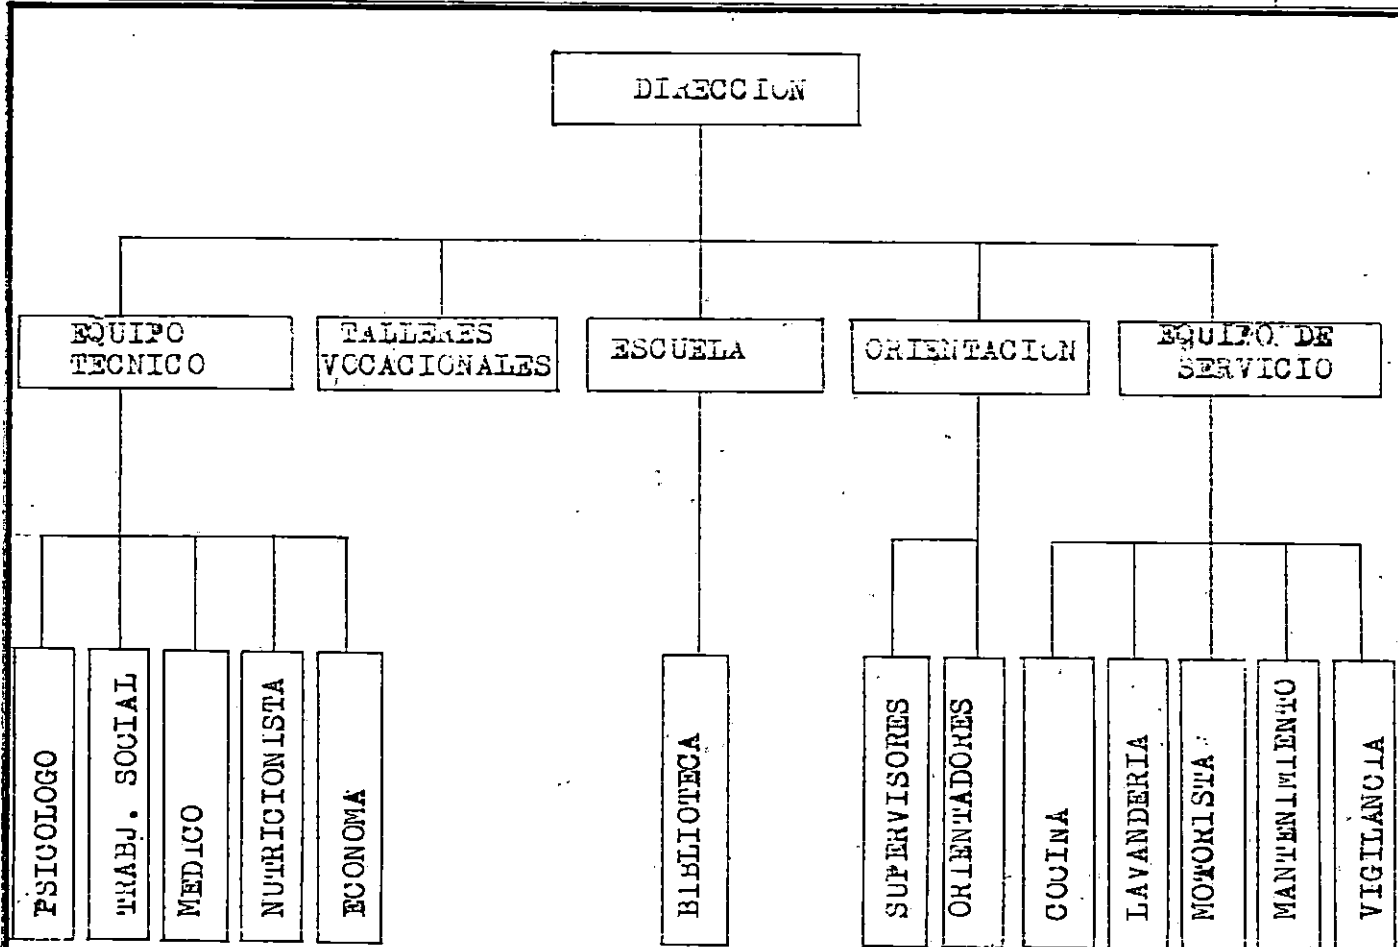 DIRECCION
EQUIPO
TECNICO
TALLERES
VOCACIONALES
ESCUELA
ORIENTACION
EQUIPO DE
SERVICIO
PSICOLOGO
TRABJ. SOCIAL
MEDICO
NUTRICIONISTA
ECONOMA
BIBLIOTECA
SUPERVISORES
ORIENTADORES
COCINA
LAVANDERIA
MOTORISTA
MANTENIMIENTO
VIGILANCIA